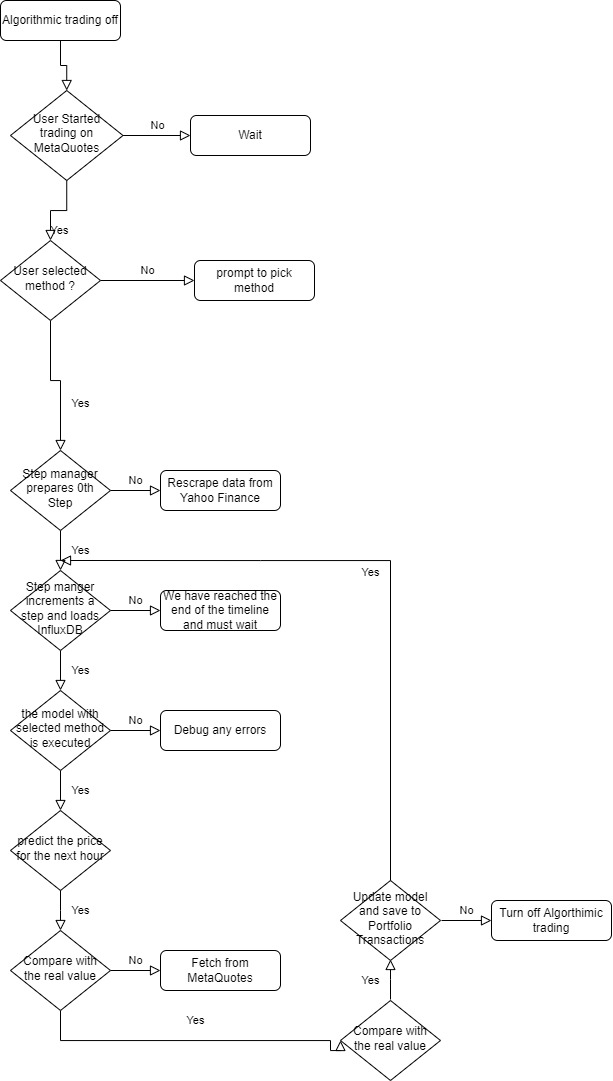 Algorithmic trading off
User Started
trading on
MetaQuotes
No
Wait
Yes
User selected
method ?
No
prompt to pick
method
Yes
Step manager
prepares 0th
Step
No
Rescrape data from
Yahoo Finance
Yes
Yes
Step manger
increments a
step and loads
InfluxDB
No
We have reached the
end of the timeline
and must wait
Yes
the model with
selected method
is executed
No
Debug any errors
Yes
predict the price
for the next hour
Yes
Update model
and save to
Portfolio
Transactions
No
Turn off Algorthimic
trading
Compare with
the real value
No
Fetch from
MetaQuotes
Yes
Yes
Compare with
the real value